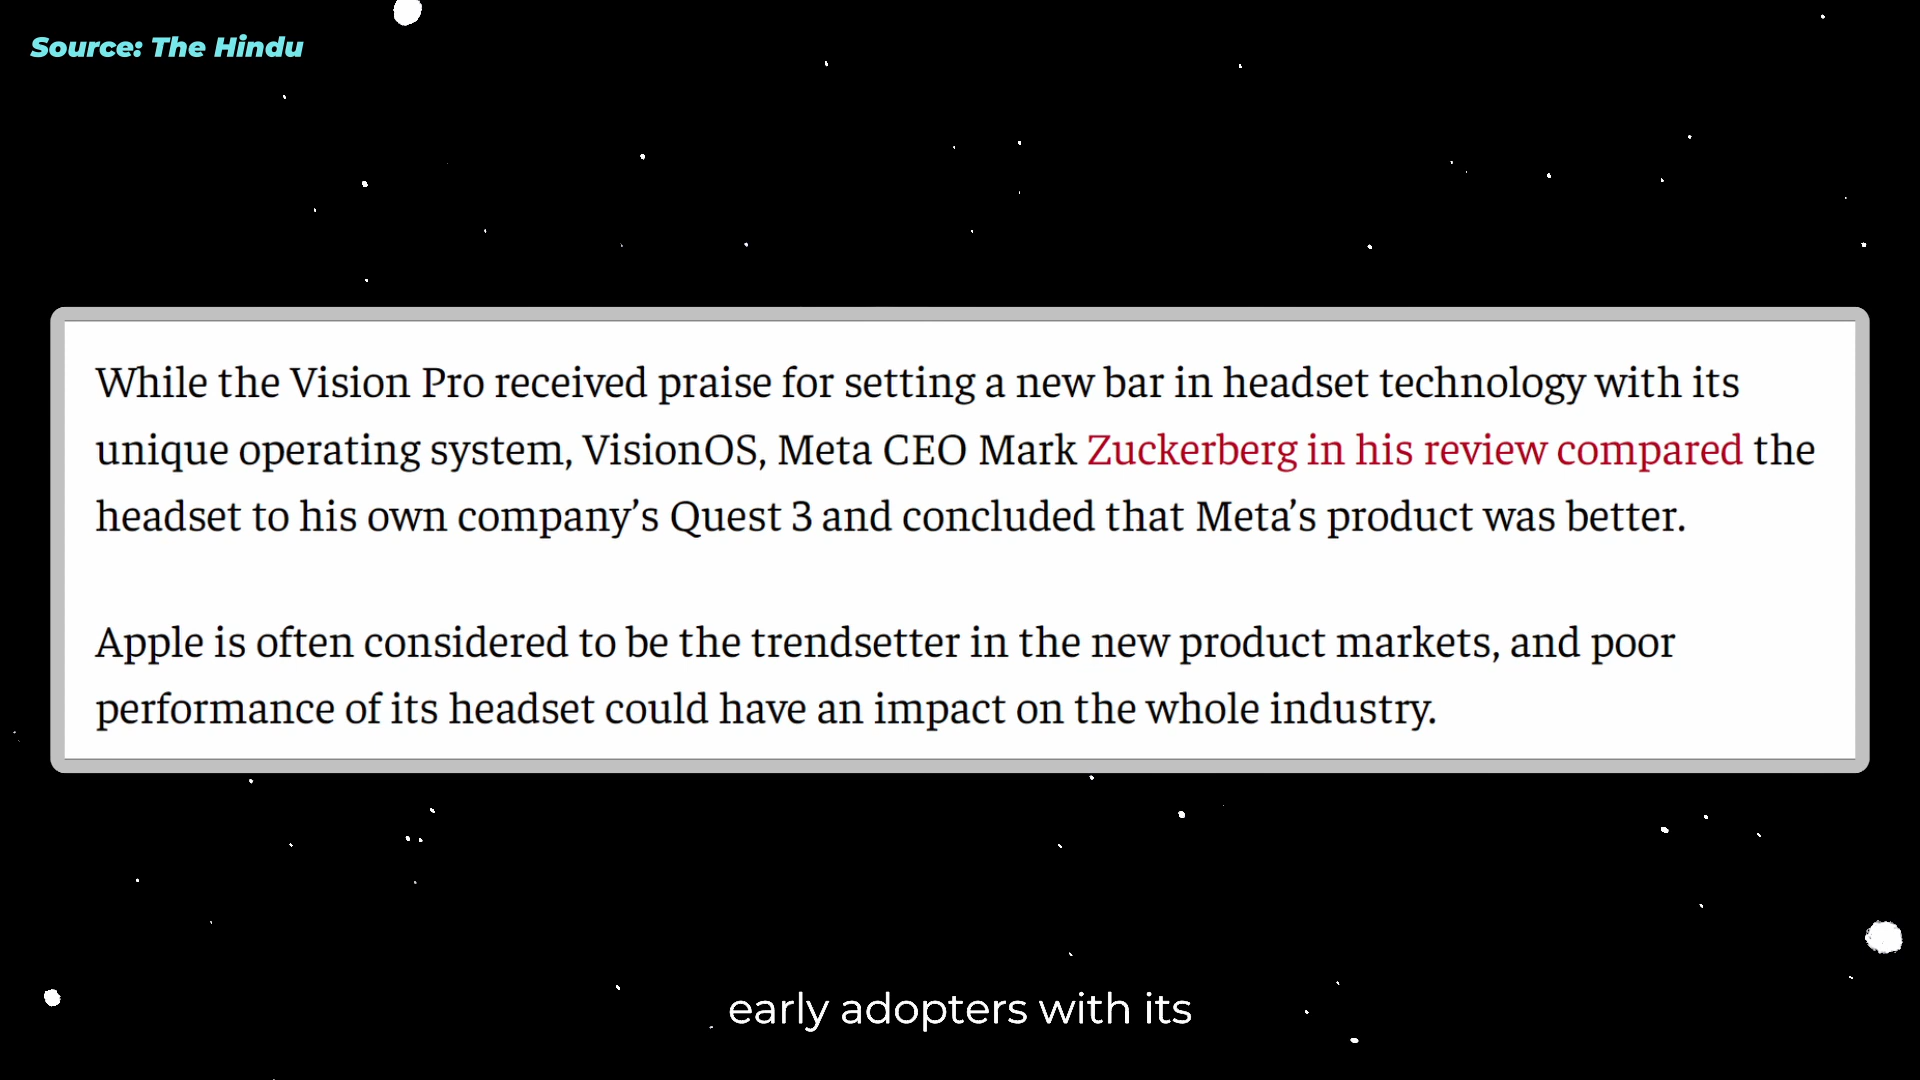 Source: The Hindu
While the Vision Pro received praise for setting a new bar in headset technology with its
unique operating system, VisionOS, Meta CEO Mark Zuckerberg in his review compared the
headset to his own company’s Quest 3 and concluded that Meta’s product was better.
Apple is often considered to be the trendsetter in the new product markets, and poor
performance of its headset could have an impact on the whole industry.
early adopters with its